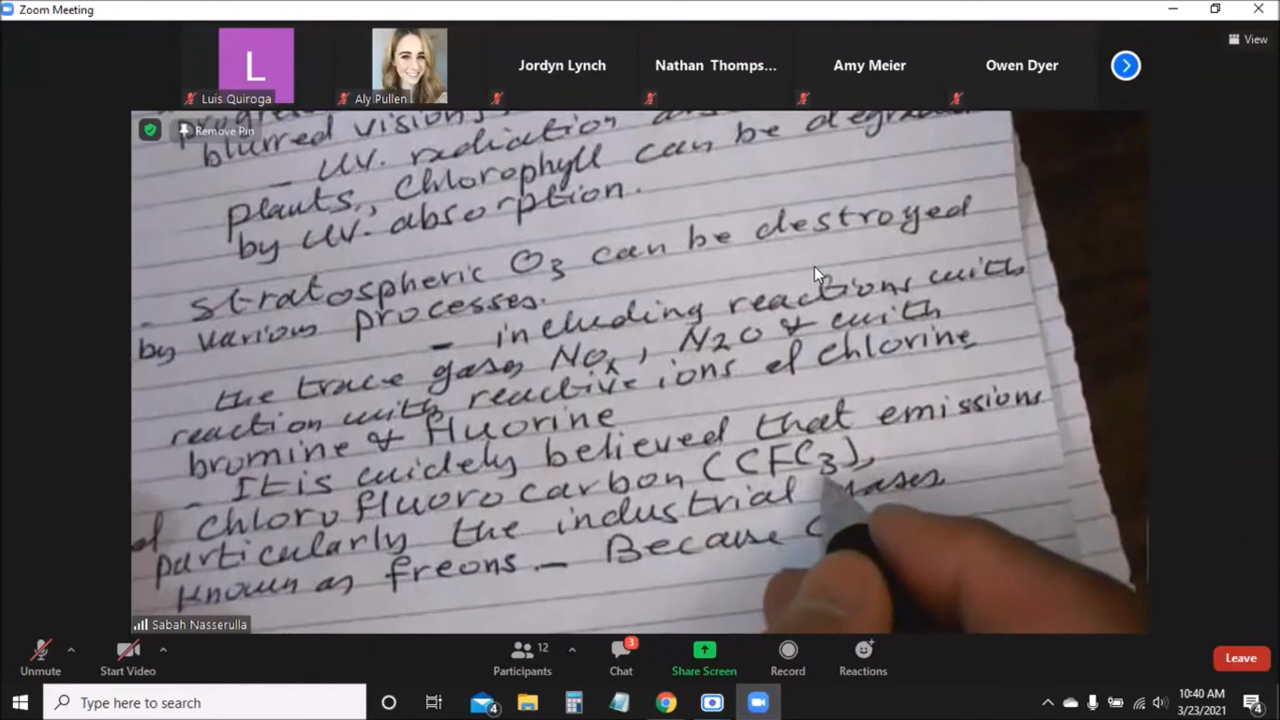 Zoom Meeting
View
L
Luis Quiroga
Aly Pullen
Jordyn Lynch
Nathan Thomps...
Amy Meier
Owen Dyer
Remove Pin
blurred vision
- UV. radiation
plants, Chlorophyll can be
by UV. absorption.
- Stratospheric O3 can be destroyed
by various processes.
- including reactions with
the trace gases NOx, N2O & with
reaction with reactive ions of chlorine
bromine & fluorine
- It is widely believed that emissions
of chlorofluorocarbon (CFC3),
particularly the industrial gases
known as freons. - Because
Sabah Nasserulla
Unmute
Start Video
12
Participants
3
Chat
Share Screen
Record
Reactions
Leave
Type here to search
4
10:40 AM
3/23/2021
4